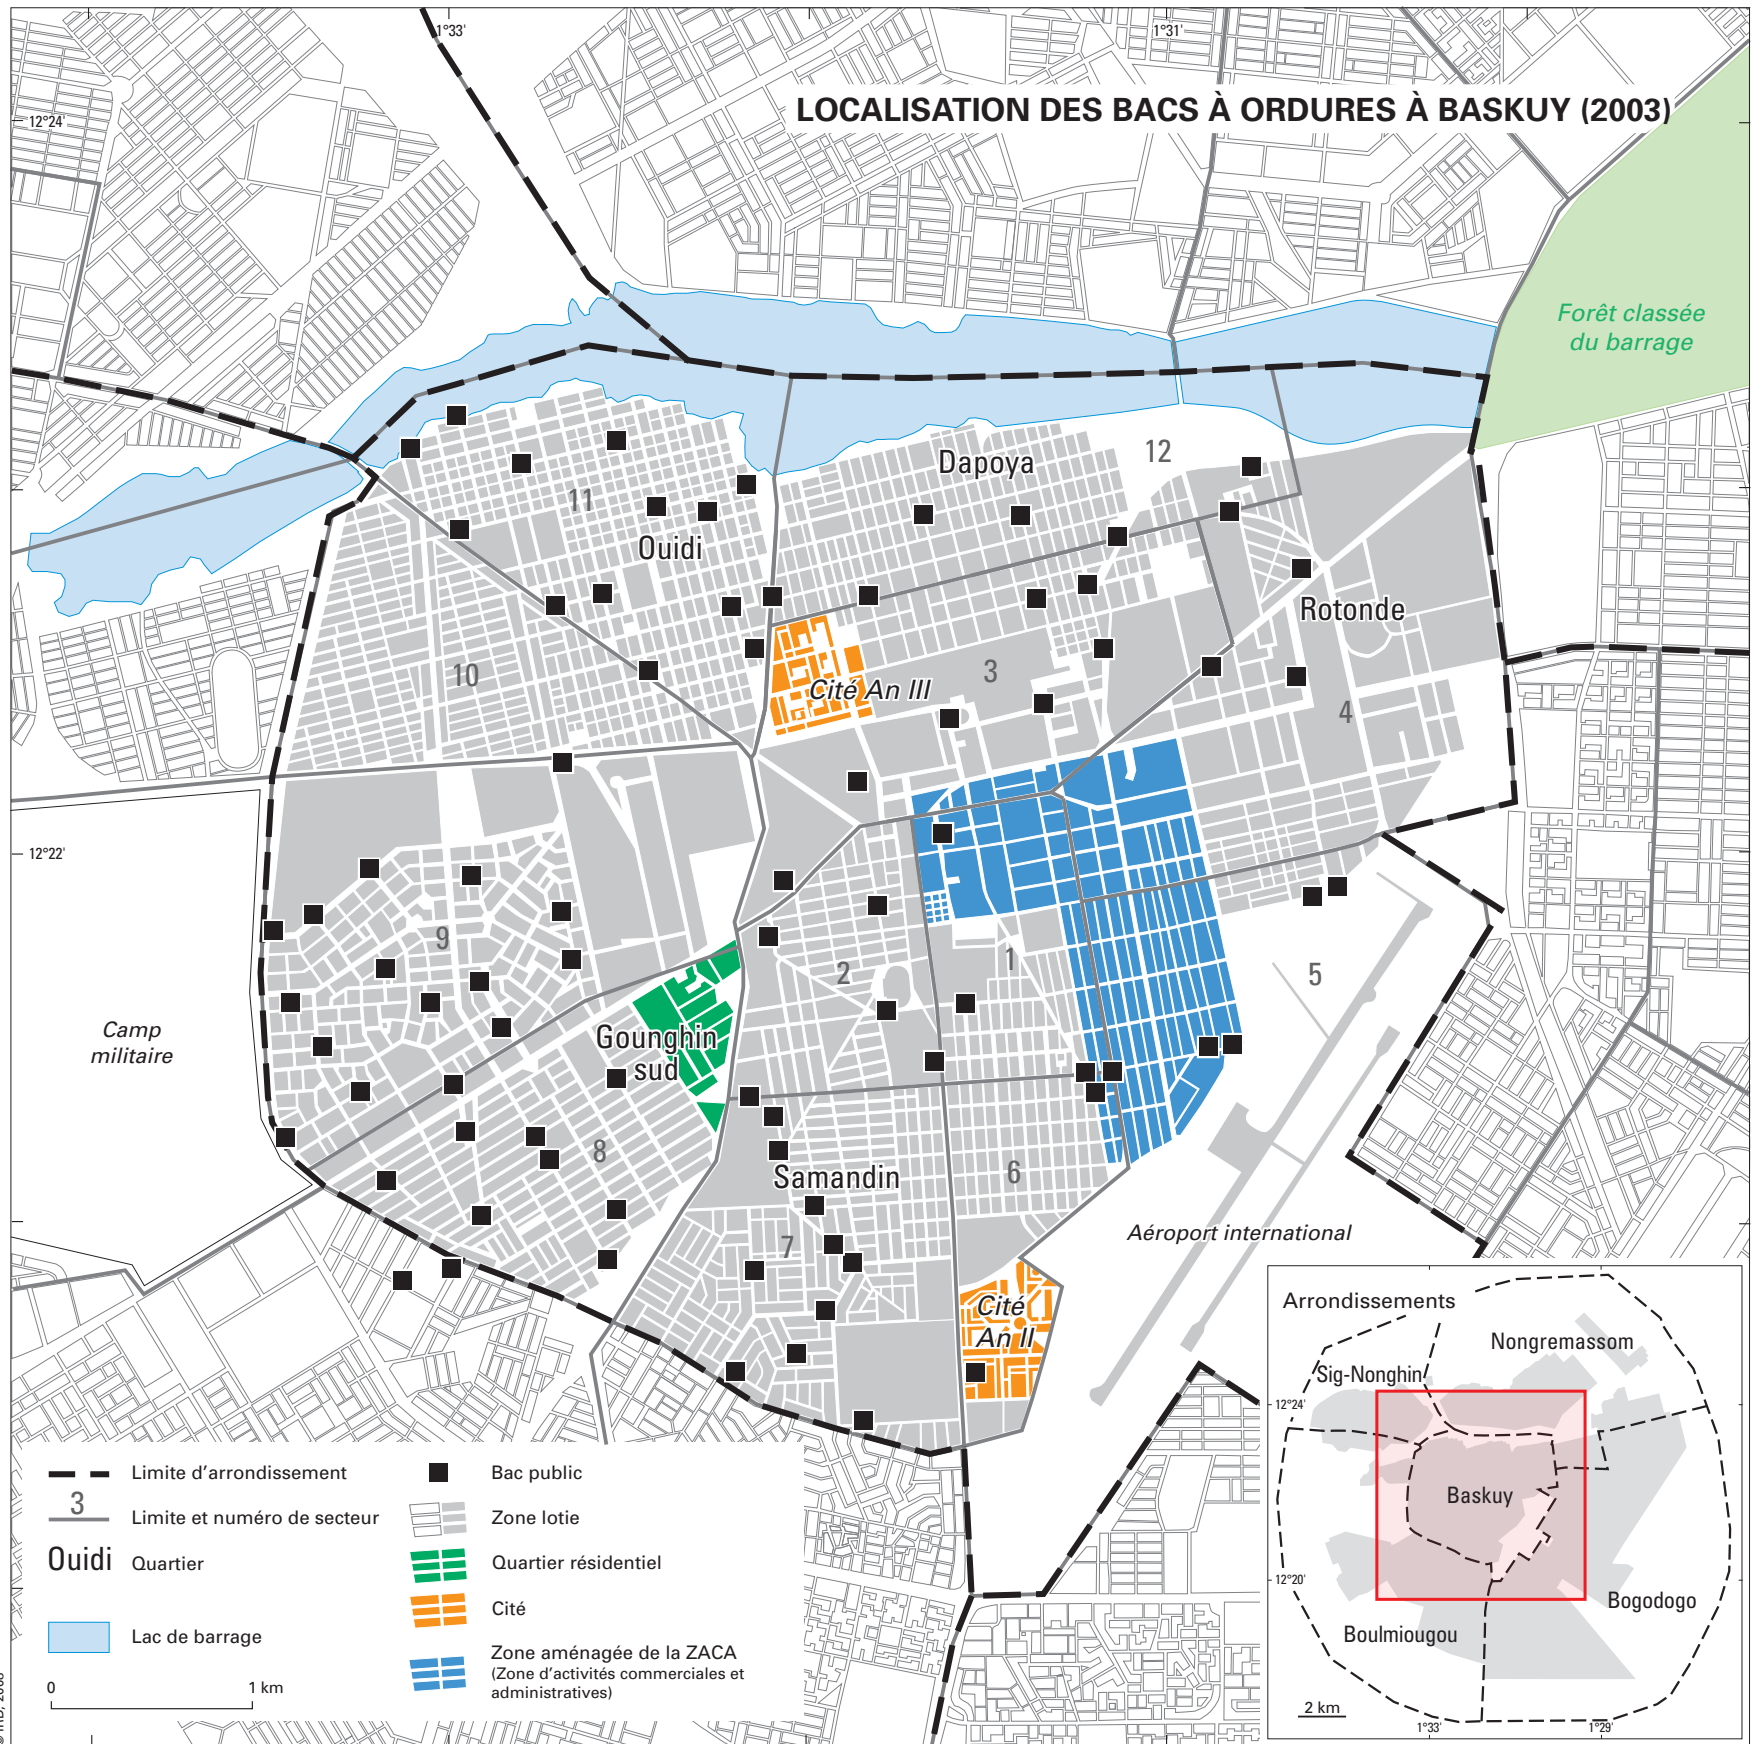 1°33'
1°31'
LOCALISATION DES BACS À ORDURES À BASKUY (2003)
12°24'
Forêt classée
du barrage
12
Dapoya
11
Ouidi
Rotonde
10
3
Cité An III
4
12°22'
9
2
1
5
Camp
militaire
Gounghin
sud
8
Samandin
6
7
Aéroport international
Cité
An II
Limite d'arrondissement
3
Limite et numéro de secteur
Ouidi
Quartier
Lac de barrage
0
1 km
Bac public
Zone lotie
Quartier résidentiel
Cité
Zone aménagée de la ZACA
(Zone d'activités commerciales et
administratives)
Arrondissements
Nongremassom
Sig-Nonghin
12°24'
Baskuy
12°20'
Bogodogo
Boulmiougou
2 km
1°33'
1°29'